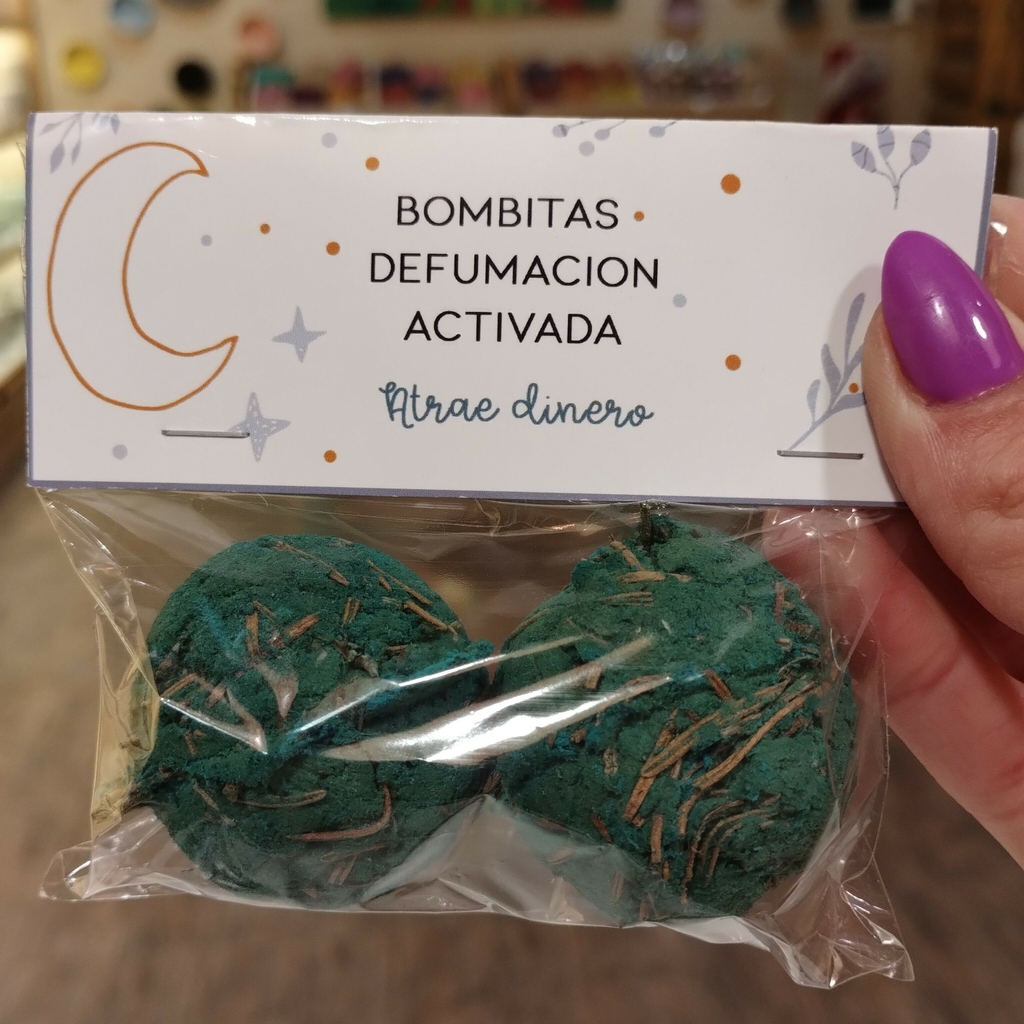 BOMBITAS
DEFUMACION
ACTIVADA
Atrae dinero